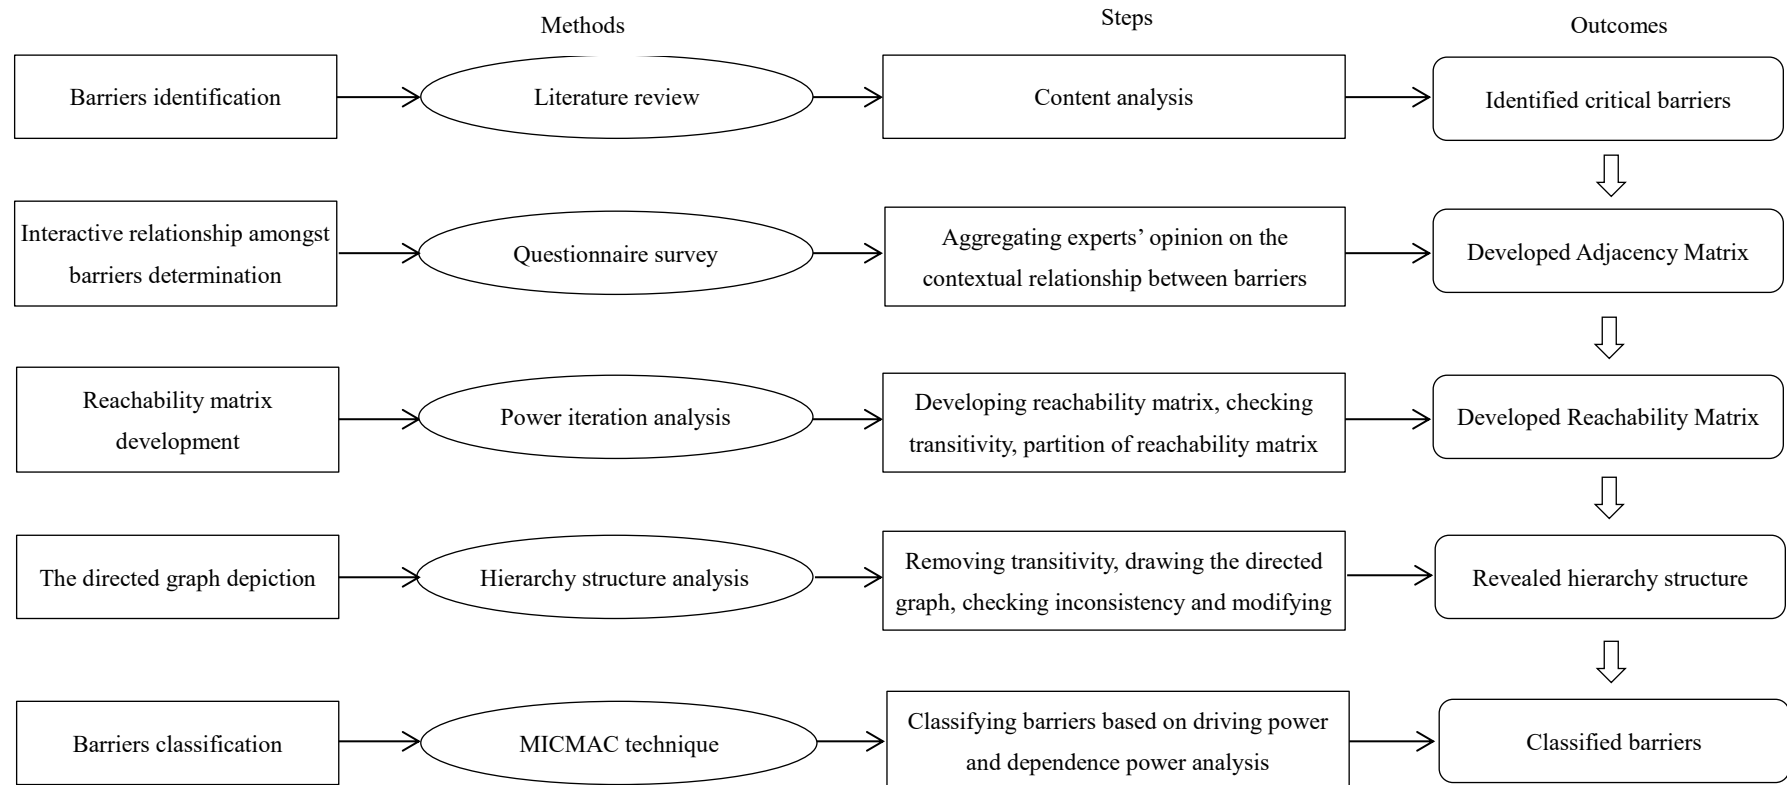 Methods
Steps
Outcomes
Barriers identification
Literature review
Content analysis
Identified critical barriers
Interactive relationship amongst
barriers determination
Questionnaire survey
Aggregating experts’ opinion on the
contextual relationship between barriers
Developed Adjacency Matrix
Reachability matrix
development
Power iteration analysis
Developing reachability matrix, checking
transitivity, partition of reachability matrix
Developed Reachability Matrix
The directed graph depiction
Hierarchy structure analysis
Removing transitivity, drawing the directed
graph, checking inconsistency and modifying
Revealed hierarchy structure
Barriers classification
MICMAC technique
Classifying barriers based on driving power
and dependence power analysis
Classified barriers